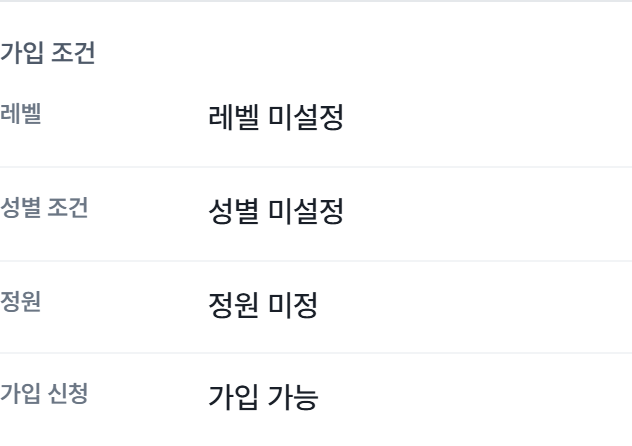 가입 조건
레벨 레벨 미설정
성별 조건 성별 미설정
정원 정원 미정
가입 신청 가입 가능